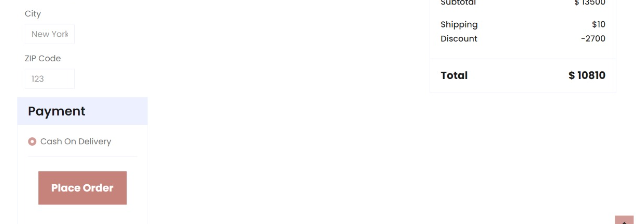 City
New York
ZIP Code
123
Payment
Cash On Delivery
Place Order
Subtotal $ 13500
Shipping $10
Discount -2700
Total $ 10810